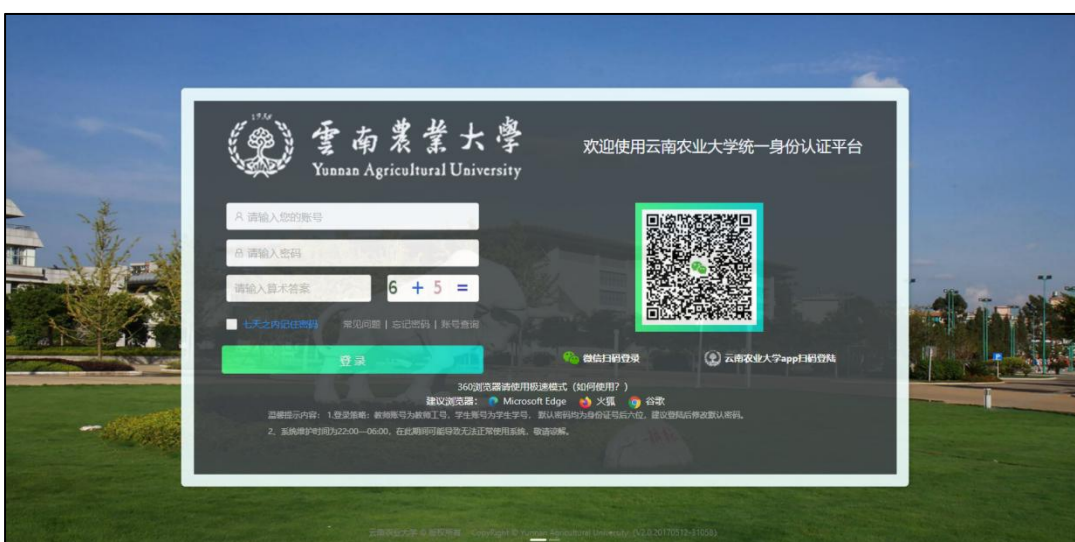 1938
雲南農業大學
Yunnan Agricultural University
欢迎使用云南农业大学统一身份认证平台
请输入您的账号
请输入密码
请输入算术答案
6 + 5 =
七天之内记住密码 常见问题 | 忘记密码 | 账号查询
登录
微信扫码登录 云南农业大学app扫码登陆
360浏览器请使用极速模式（如何使用？）
建议浏览器： Microsoft Edge 火狐 谷歌
温馨提示内容： 1.登录策略：教师账号为教师工号，学生账号为学生学号，默认密码均为身份证号后六位，建议登陆后修改默认密码。
2、系统维护时间为22:00—06:00，在此期间可能导致无法正常使用系统，敬请谅解。